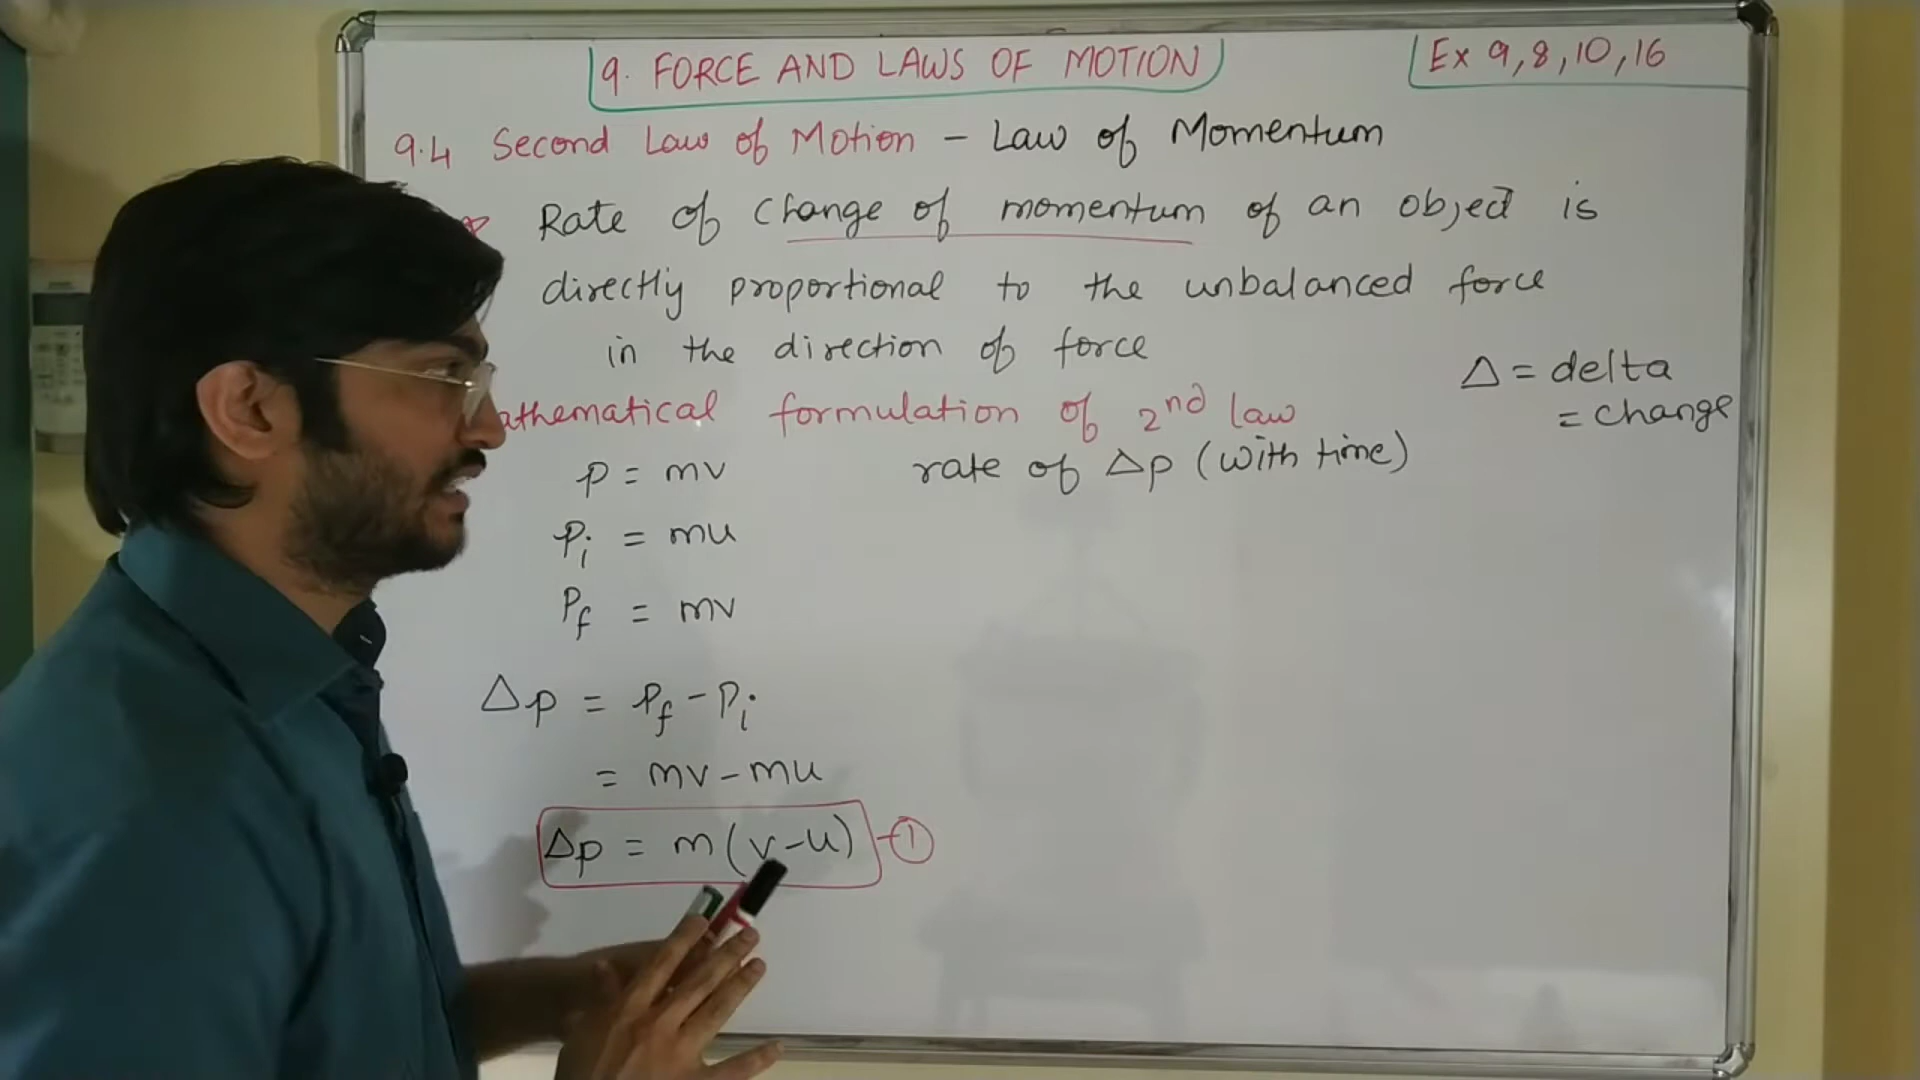 9. FORCE AND LAWS OF MOTION
Ex 9,8,10,16
9.4 Second Law of Motion - Law of Momentum
Rate of change of momentum of an object is
directly proportional to the unbalanced force
in the direction of force
Δ = delta
= change
athematical formulation of 2nd law
p = mv
rate of Δp (with time)
Pi = mu
Pf = mv
Δp = Pf - Pi
= mv - mu
Δp = m(v-u) - 1